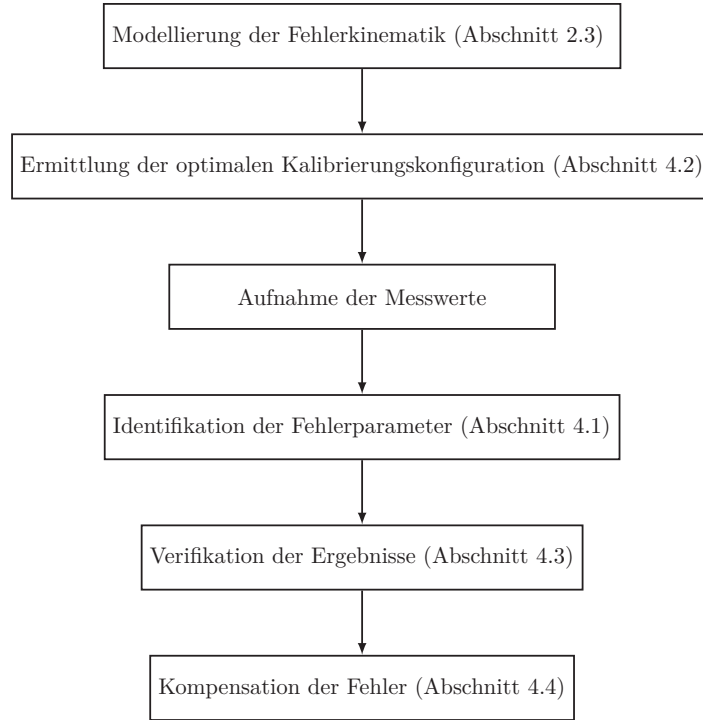 Modellierung der Fehlerkinematik (Abschnitt 2.3)
Ermittlung der optimalen Kalibrierungskonfiguration (Abschnitt 4.2)
Aufnahme der Messwerte
Identifikation der Fehlerparameter (Abschnitt 4.1)
Verifikation der Ergebnisse (Abschnitt 4.3)
Kompensation der Fehler (Abschnitt 4.4)